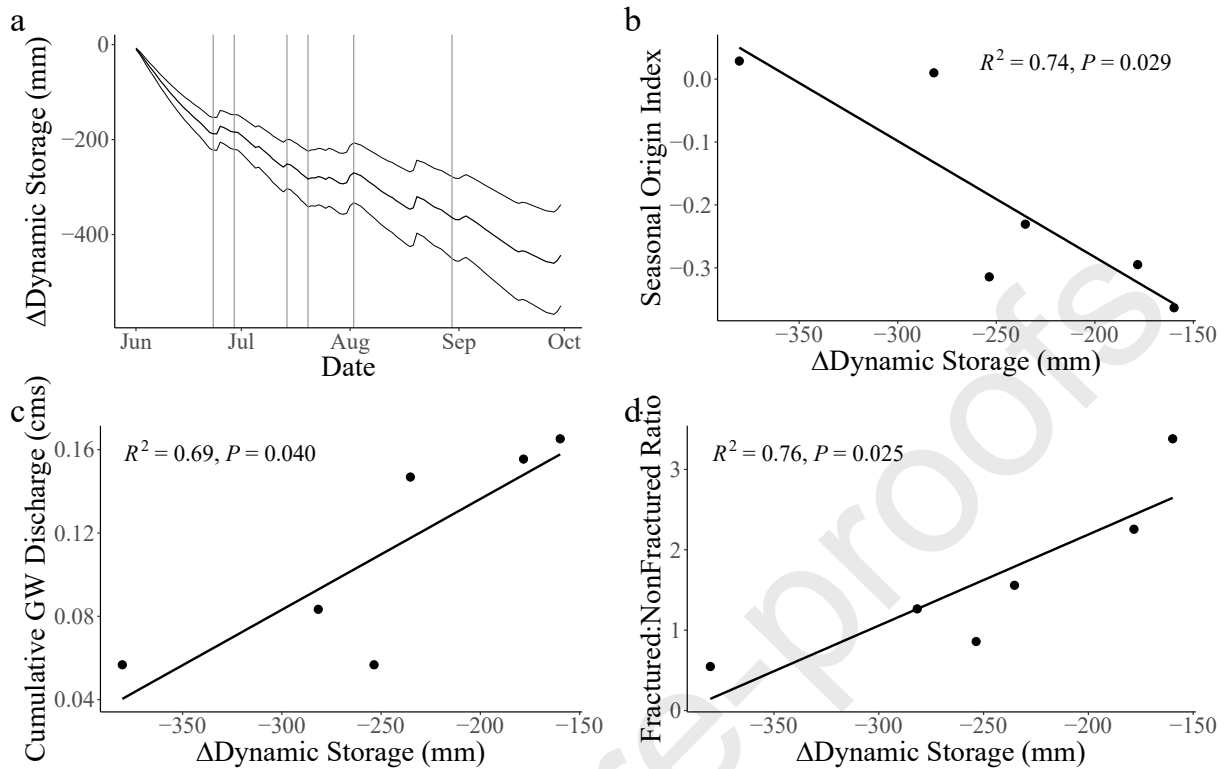 a
ΔDynamic Storage (mm)
0
−200
−400
Jun Jul Aug Sep Oct
Date
b
Seasonal Origin Index
R² = 0.74, P = 0.029
0.0
−0.1
−0.2
−0.3
−350 −300 −250 −200 −150
ΔDynamic Storage (mm)
c
Cumulative GW Discharge (cms)
R² = 0.69, P = 0.040
0.16
0.12
0.08
0.04
−350 −300 −250 −200 −150
ΔDynamic Storage (mm)
d
Fractured:NonFractured Ratio
R² = 0.76, P = 0.025
3
2
1
0
−350 −300 −250 −200 −150
ΔDynamic Storage (mm)
e-proofs